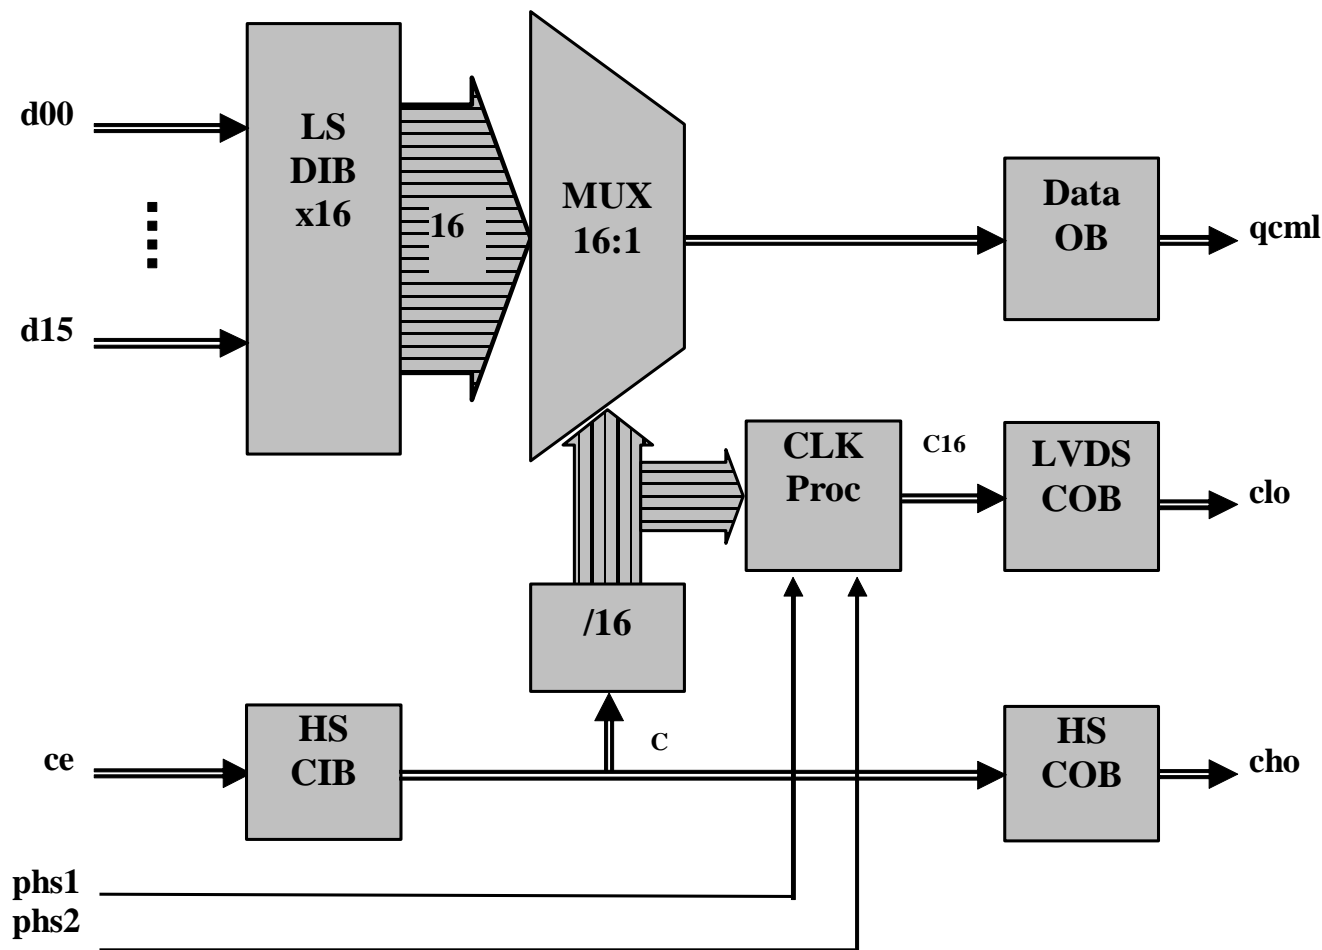 d00
d15
LS
DIB
x16
16
MUX
16:1
Data
OB
qcml
CLK
Proc
C16
LVDS
COB
clo
/16
C
ce
HS
CIB
HS
COB
cho
phs1
phs2